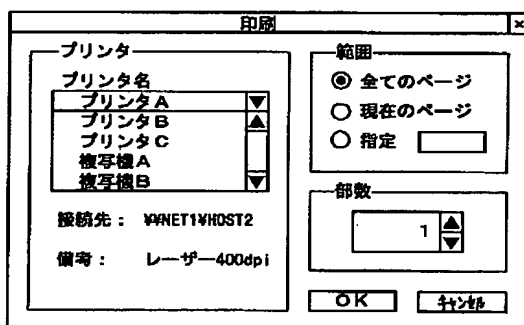 印刷
プリンタ
プリンタ名
プリンタA
プリンタB
プリンタC
複写機A
複写機B
接続先： ¥¥NET1¥HOST2
備考： レーザー400dpi
範囲
全てのページ
現在のページ
指定
部数
1
OK
ｷｬﾝｾﾙ